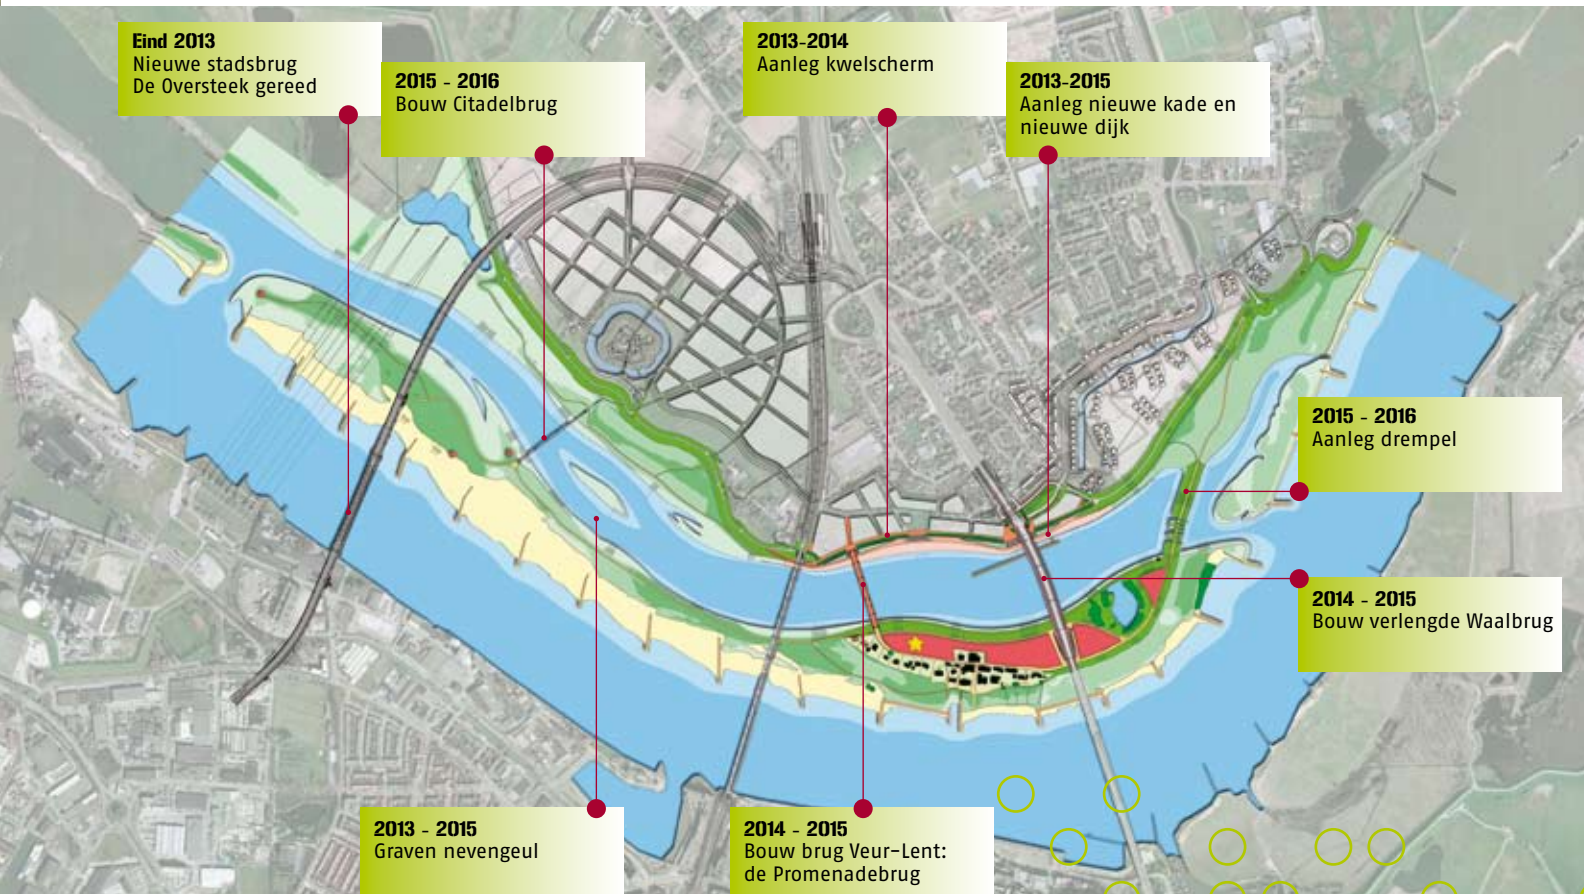 Eind 2013
Nieuwe stadsbrug
De Oversteek gereed
2015 - 2016
Bouw Citadelbrug
2013-2014
Aanleg kwelscherm
2013-2015
Aanleg nieuwe kade en
nieuwe dijk
2015 - 2016
Aanleg drempel
2014 - 2015
Bouw verlengde Waalbrug
2013 - 2015
Graven nevengeul
2014 - 2015
Bouw brug Veur-Lent:
de Promenadebrug